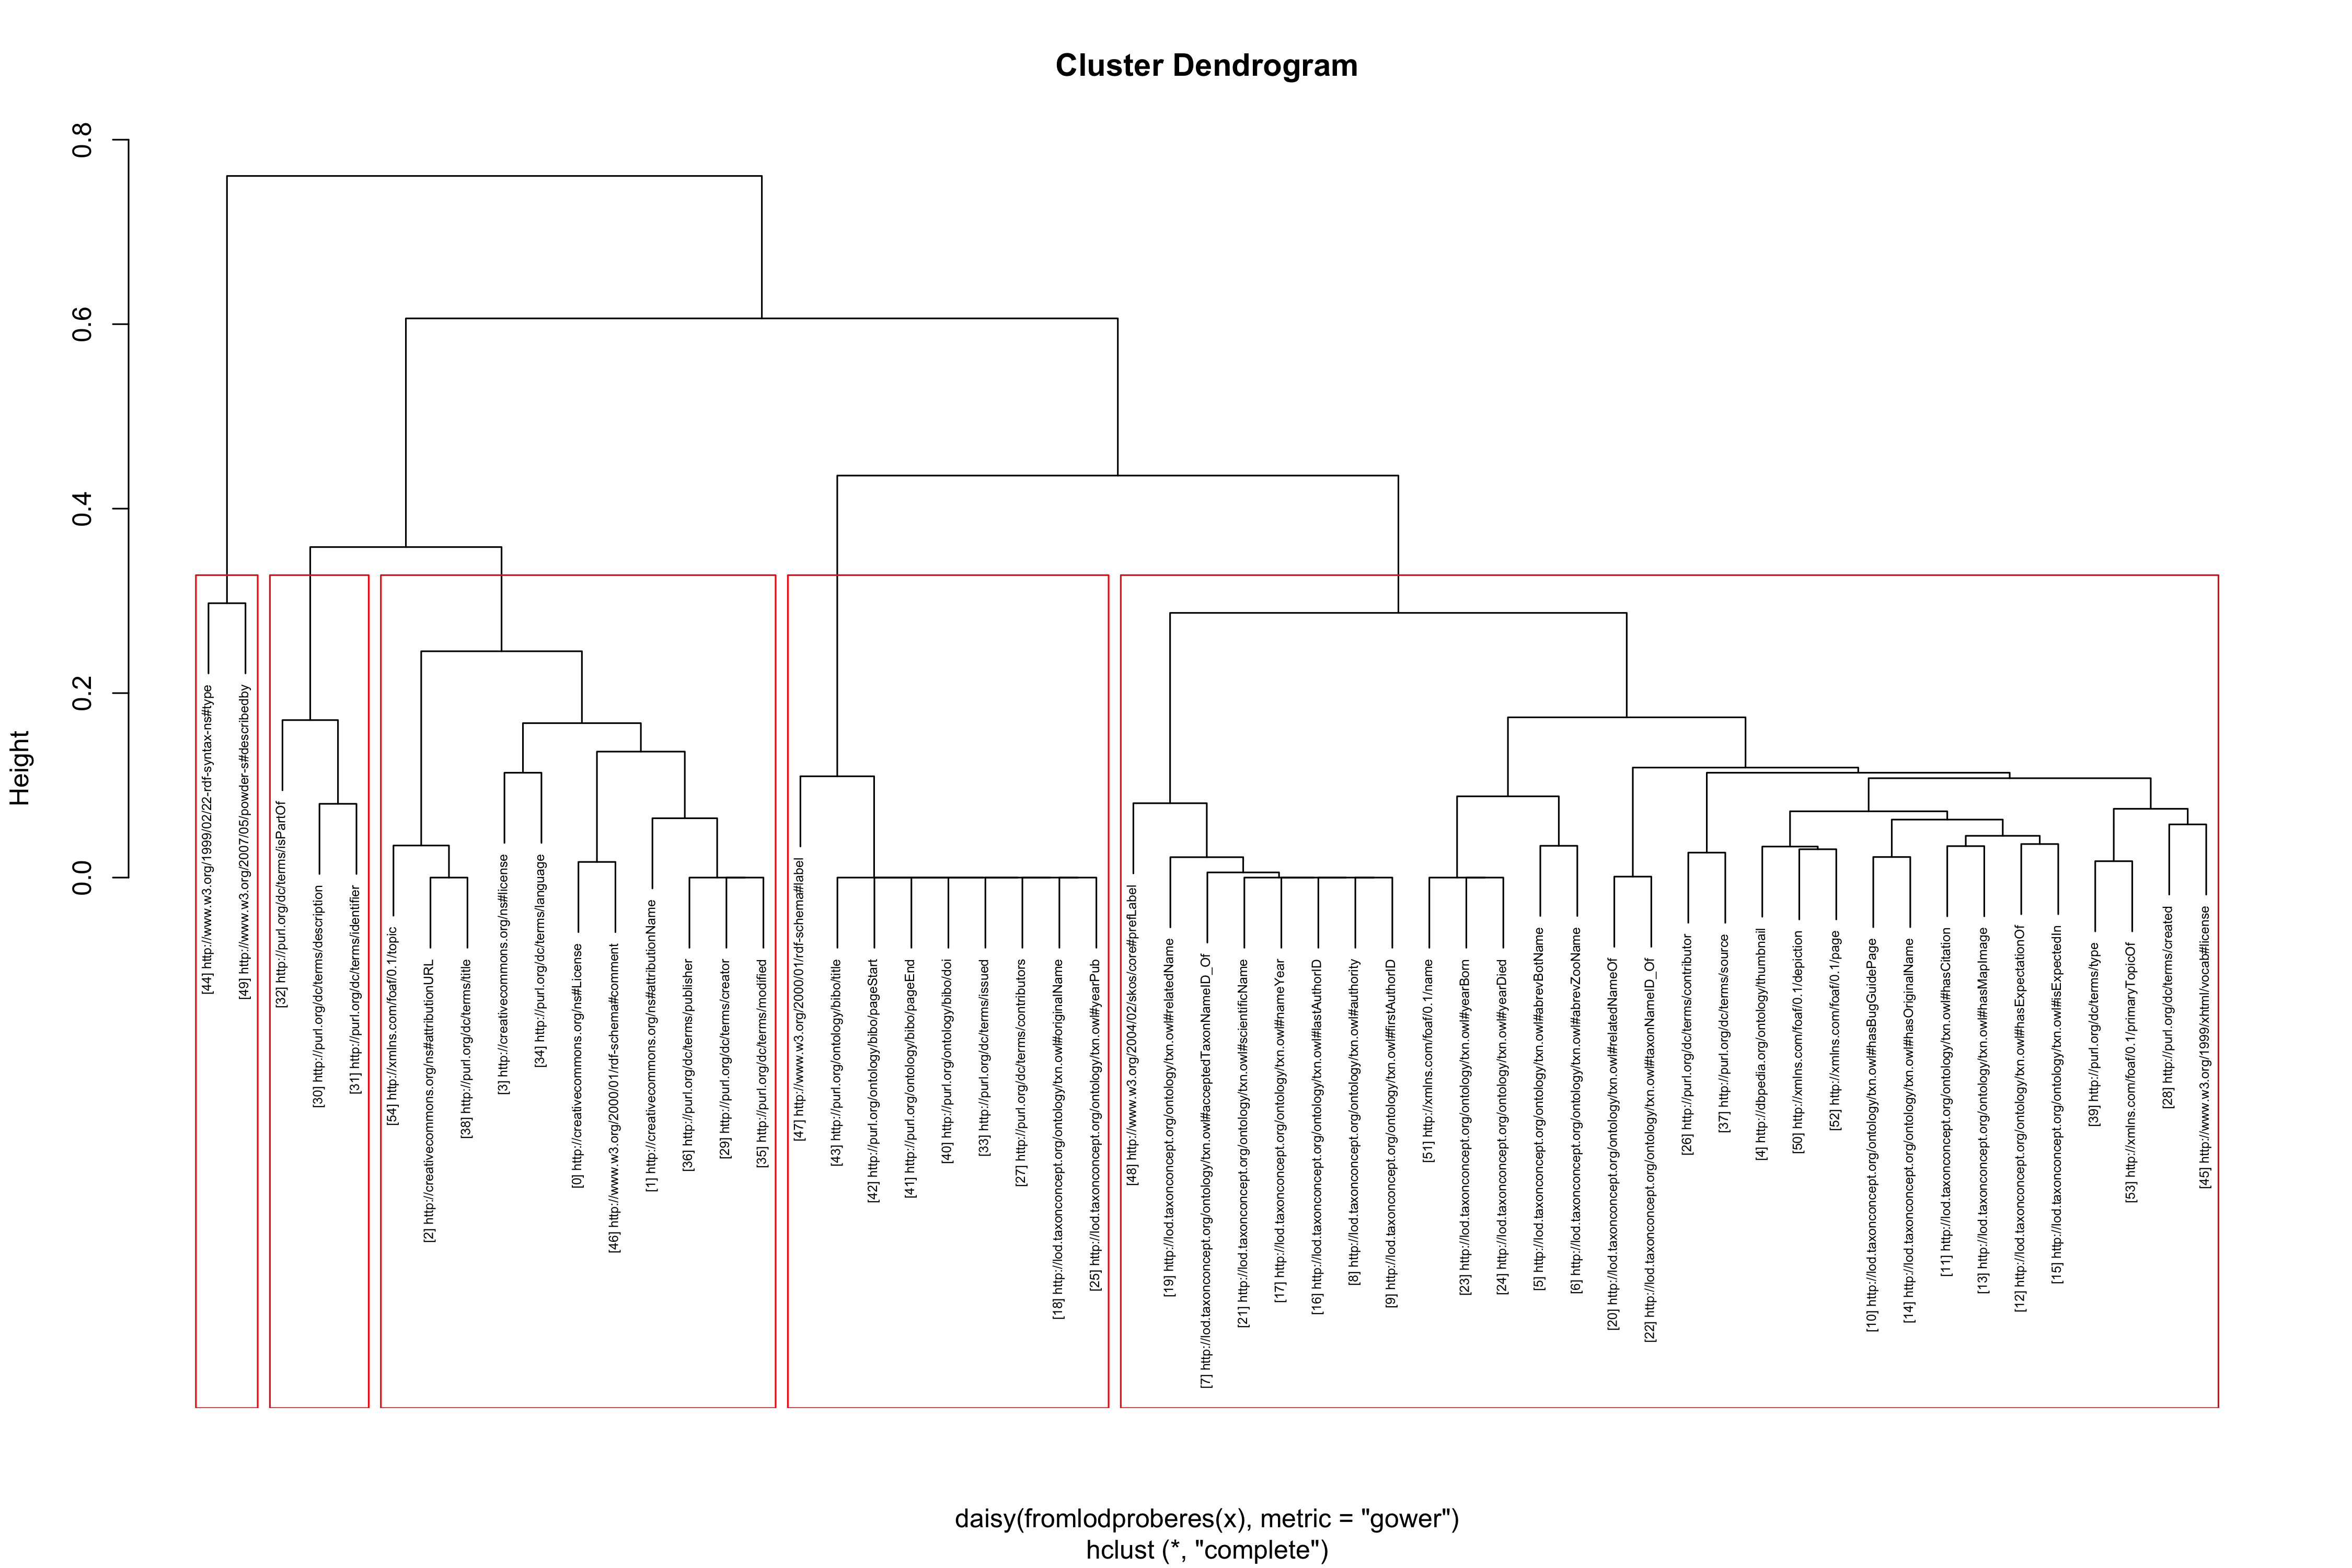 Cluster Dendrogram
Height
0.8
0.6
0.4
0.2
0.0
[44] http://www.w3.org/1999/02/22-rdf-syntax-ns#type
[49] http://www.w3.org/2007/05/powder-s#describedby
[32] http://purl.org/dc/terms/isPartOf
[30] http://purl.org/dc/terms/description
[31] http://purl.org/dc/terms/identifier
[54] http://xmlns.com/foaf/0.1/topic
[2] http://creativecommons.org/ns#attributionURL
[38] http://purl.org/dc/terms/title
[3] http://creativecommons.org/ns#license
[34] http://purl.org/dc/terms/language
[0] http://creativecommons.org/ns#License
[46] http://www.w3.org/2000/01/rdf-schema#comment
[1] http://creativecommons.org/ns#attributionName
[36] http://purl.org/dc/terms/publisher
[29] http://purl.org/dc/terms/creator
[35] http://purl.org/dc/terms/modified
[47] http://www.w3.org/2000/01/rdf-schema#label
[43] http://purl.org/ontology/bibo/title
[42] http://purl.org/ontology/bibo/pageStart
[41] http://purl.org/ontology/bibo/pageEnd
[40] http://purl.org/ontology/bibo/doi
[33] http://purl.org/dc/terms/issued
[27] http://purl.org/dc/terms/contributors
[18] http://lod.taxonconcept.org/ontology/txn.owl#originalName
[25] http://lod.taxonconcept.org/ontology/txn.owl#yearPub
[48] http://www.w3.org/2004/02/skos/core#prefLabel
[19] http://lod.taxonconcept.org/ontology/txn.owl#relatedName
[7] http://lod.taxonconcept.org/ontology/txn.owl#acceptedTaxonNameID_Of
[21] http://lod.taxonconcept.org/ontology/txn.owl#scientificName
[17] http://lod.taxonconcept.org/ontology/txn.owl#nameYear
[16] http://lod.taxonconcept.org/ontology/txn.owl#lastAuthorID
[8] http://lod.taxonconcept.org/ontology/txn.owl#authority
[9] http://lod.taxonconcept.org/ontology/txn.owl#firstAuthorID
[51] http://xmlns.com/foaf/0.1/name
[23] http://lod.taxonconcept.org/ontology/txn.owl#yearBorn
[24] http://lod.taxonconcept.org/ontology/txn.owl#yearDied
[5] http://lod.taxonconcept.org/ontology/txn.owl#abrevBotName
[6] http://lod.taxonconcept.org/ontology/txn.owl#abrevZooName
[20] http://lod.taxonconcept.org/ontology/txn.owl#relatedNameOf
[22] http://lod.taxonconcept.org/ontology/txn.owl#taxonNameID_Of
[26] http://purl.org/dc/terms/contributor
[37] http://purl.org/dc/terms/source
[4] http://dbpedia.org/ontology/thumbnail
[50] http://xmlns.com/foaf/0.1/depiction
[52] http://xmlns.com/foaf/0.1/page
[10] http://lod.taxonconcept.org/ontology/txn.owl#hasBugGuidePage
[14] http://lod.taxonconcept.org/ontology/txn.owl#hasOriginalName
[11] http://lod.taxonconcept.org/ontology/txn.owl#hasCitation
[13] http://lod.taxonconcept.org/ontology/txn.owl#hasMapImage
[12] http://lod.taxonconcept.org/ontology/txn.owl#hasExpectationOf
[15] http://lod.taxonconcept.org/ontology/txn.owl#isExpectedIn
[39] http://purl.org/dc/terms/type
[53] http://xmlns.com/foaf/0.1/primaryTopicOf
[28] http://purl.org/dc/terms/created
[45] http://www.w3.org/1999/xhtml/vocab#license
daisy(fromlodproberes(x), metric = "gower")
hclust (*, "complete")